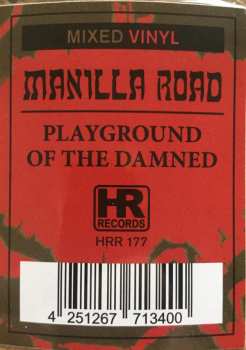 MIXED VINYL
MANILLA ROAD
PLAYGROUND
OF THE DAMNED
HR
RECORDS
HRR 177
4 251267 713400